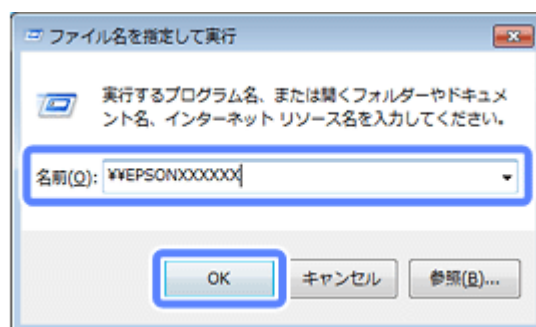 ファイル名を指定して実行
実行するプログラム名、または開くフォルダーやドキュメ
ント名、インターネット リソース名を入力してください。
名前(O): ¥¥EPSONXXXXXX
OK キャンセル 参照(B)...